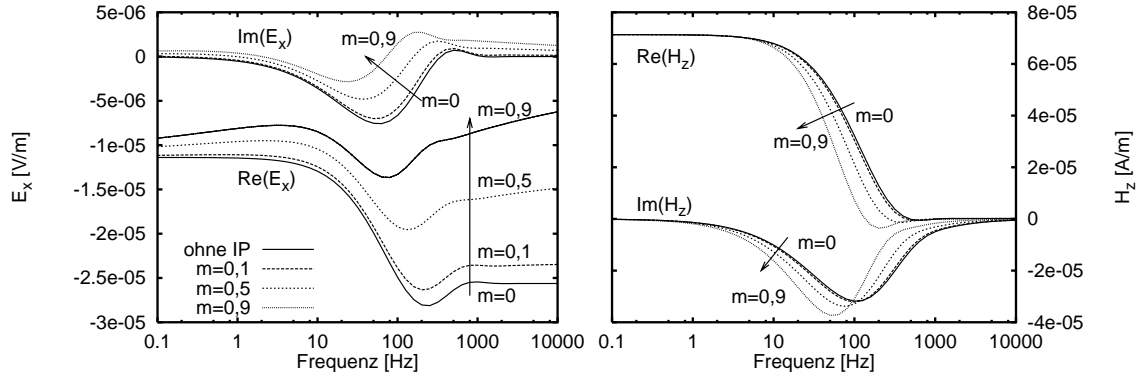 5e-06
0
-5e-06
-1e-05
-1.5e-05
-2e-05
-2.5e-05
-3e-05
E_x [V/m]
Im(E_x)
m=0,9
m=0
m=0,9
Re(E_x)
m=0,5
m=0,1
m=0
ohne IP
m=0,1
m=0,5
m=0,9
0.1 1 10 100 1000 10000
Frequenz [Hz]
8e-05
6e-05
4e-05
2e-05
0
-2e-05
-4e-05
H_z [A/m]
Re(H_z)
m=0
m=0,9
Im(H_z)
m=0
m=0,9
0.1 1 10 100 1000 10000
Frequenz [Hz]